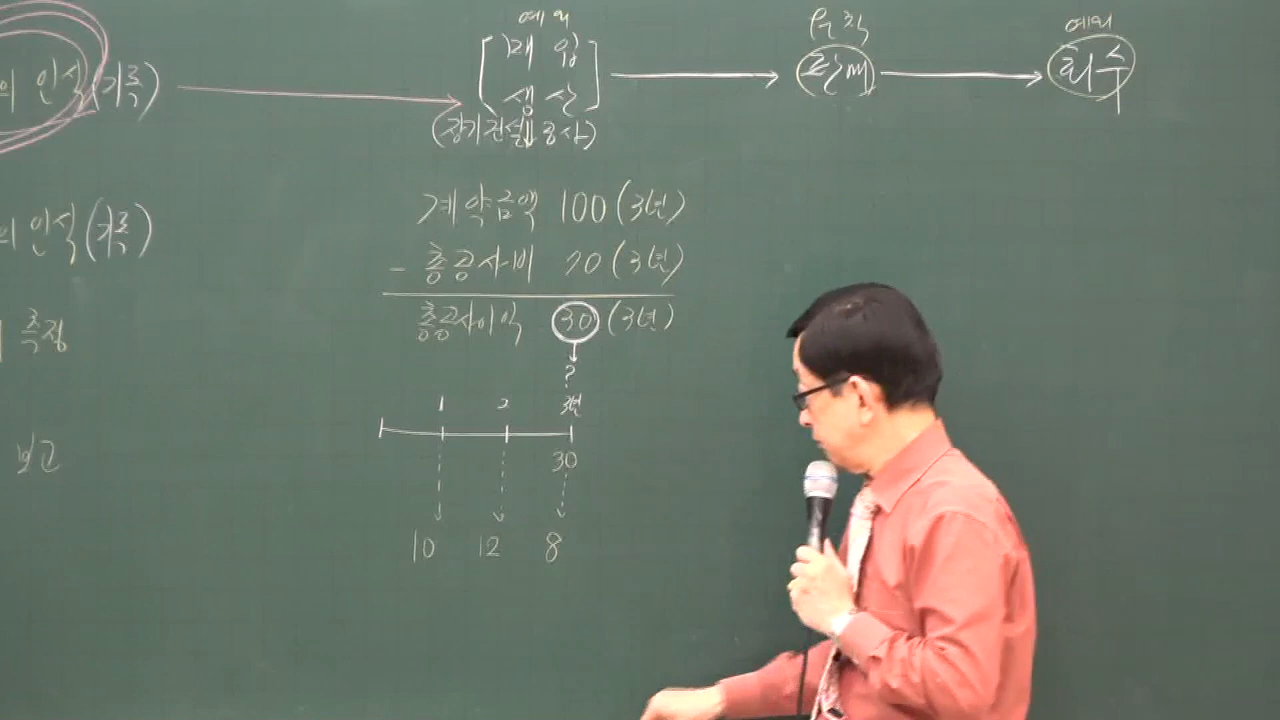 예외 원칙 예외
의 인식(기록) → [매입 → 판매 → 회수
생산]
(장기건설공사)
계약금액 100 (3년)
의 인식(기록)
- 총공사비 70 (3년)
총공사이익 30 (3년)
측정
?
1 2 3년
30
보고
10 12 8